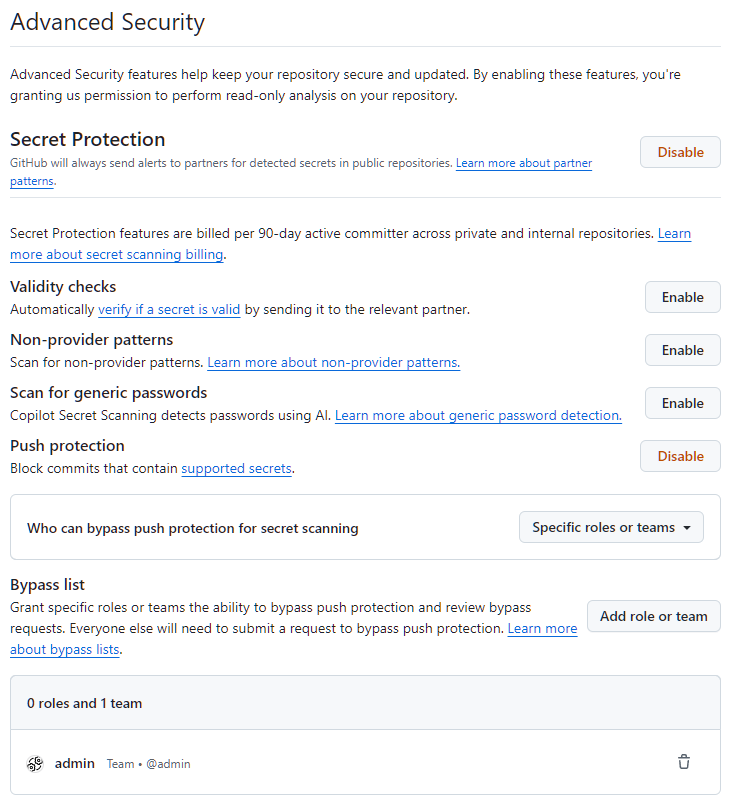 Advanced Security
Advanced Security features help keep your repository secure and updated. By enabling these features, you're
granting us permission to perform read-only analysis on your repository.
Secret Protection
GitHub will always send alerts to partners for detected secrets in public repositories. Learn more about partner
patterns.
Disable
Secret Protection features are billed per 90-day active committer across private and internal repositories. Learn
more about secret scanning billing.
Validity checks
Automatically verify if a secret is valid by sending it to the relevant partner.
Enable
Non-provider patterns
Scan for non-provider patterns. Learn more about non-provider patterns.
Enable
Scan for generic passwords
Copilot Secret Scanning detects passwords using AI. Learn more about generic password detection.
Enable
Push protection
Block commits that contain supported secrets.
Disable
Who can bypass push protection for secret scanning
Specific roles or teams
Bypass list
Grant specific roles or teams the ability to bypass push protection and review bypass
requests. Everyone else will need to submit a request to bypass push protection. Learn more
about bypass lists.
Add role or team
0 roles and 1 team
admin Team • @admin